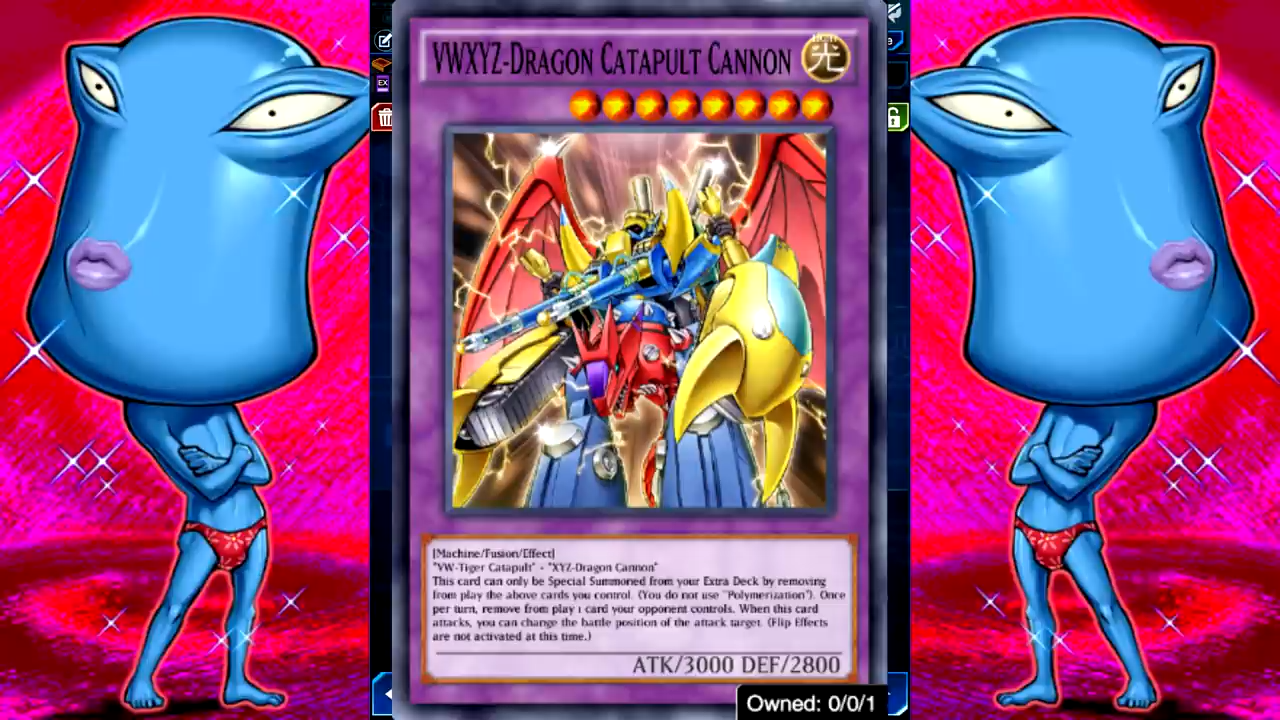 VWXYZ-Dragon Catapult Cannon
LIGHT
光
EX
e
[Machine/Fusion/Effect]
"VW-Tiger Catapult" - "XYZ-Dragon Cannon"
This card can only be Special Summoned from your Extra Deck by removing
from play the above cards you control. (You do not use "Polymerization"). Once
per turn, remove from play 1 card your opponent controls. When this card
attacks, you can change the battle position of the attack target. (Flip Effects
are not activated at this time.)
ATK/3000 DEF/2800
Owned: 0/0/1